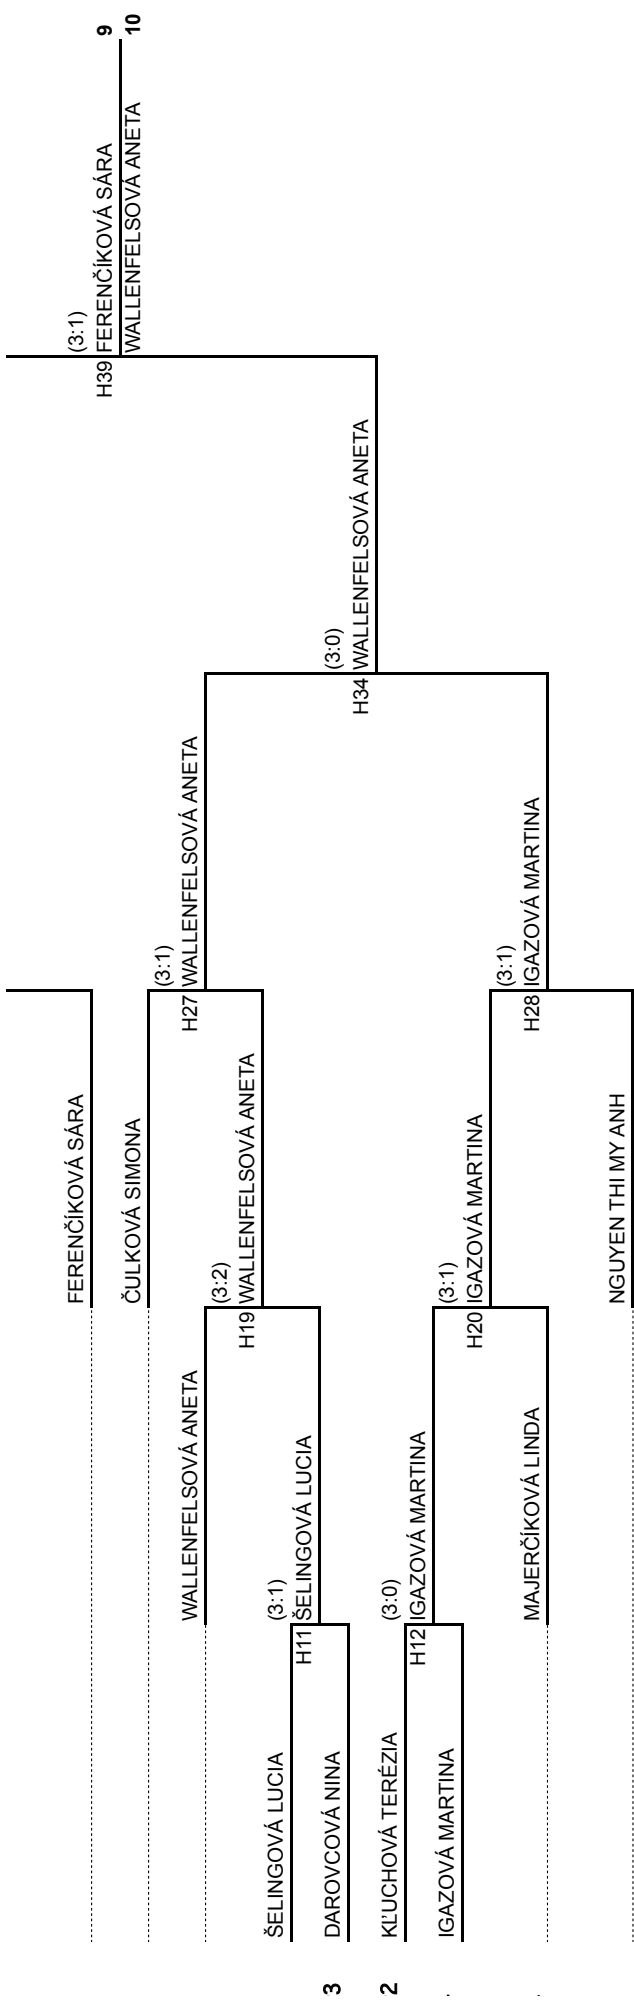 FERENČÍKOVÁ SÁRA
ČULKOVÁ SIMONA
WALLENFELSOVÁ ANETA
ŠELINGOVÁ LUCIA
DAROVCOVÁ NINA
3
KĽUCHOVÁ TERÉZIA
2
IGAZOVÁ MARTINA
MAJERČÍKOVÁ LINDA
NGUYEN THI MY ANH
(3:1)
H11 ŠELINGOVÁ LUCIA
(3:0)
H12 IGAZOVÁ MARTINA
(3:2)
H19 WALLENFELSOVÁ ANETA
(3:1)
H20 IGAZOVÁ MARTINA
(3:1)
H27 WALLENFELSOVÁ ANETA
(3:1)
H28 IGAZOVÁ MARTINA
(3:0)
H34 WALLENFELSOVÁ ANETA
(3:1)
H39 FERENČÍKOVÁ SÁRA 9
WALLENFELSOVÁ ANETA 10